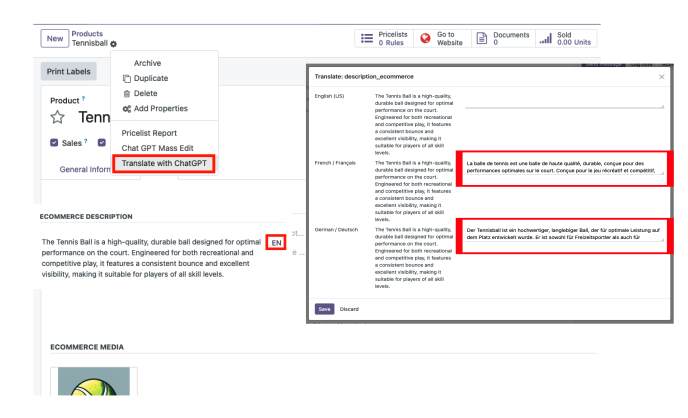 New
Products
Tennisball
Pricelists
0 Rules
Go to
Website
Documents
0
Sold
0.00 Units
Print Labels
Archive
Duplicate
Delete
Add Properties
Pricelist Report
Chat GPT Mass Edit
Translate with ChatGPT
Product ?
Tenn
Sales ?
General Inform
ECOMMERCE DESCRIPTION
The Tennis Ball is a high-quality, durable ball designed for optimal
performance on the court. Engineered for both recreational and
competitive play, it features a consistent bounce and excellent
visibility, making it suitable for players of all skill levels.
EN
Translate: description_ecommerce
English (US)
The Tennis Ball is a high-quality,
durable ball designed for optimal
performance on the court.
Engineered for both recreational
and competitive play, it features
a consistent bounce and
excellent visibility, making it
suitable for players of all skill
levels.
French / Français
The Tennis Ball is a high-quality,
durable ball designed for optimal
performance on the court.
Engineered for both recreational
and competitive play, it features
a consistent bounce and
excellent visibility, making it
suitable for players of all skill
levels.
La balle de tennis est une balle de haute qualité, durable, conçue pour des
performances optimales sur le court. Conçue pour le jeu récréatif et compétitif,
German / Deutsch
The Tennis Ball is a high-quality,
durable ball designed for optimal
performance on the court.
Engineered for both recreational
and competitive play, it features
a consistent bounce and
excellent visibility, making it
suitable for players of all skill
levels.
Der Tennisball ist ein hochwertiger, langlebiger Ball, der für optimale Leistung auf
dem Platz entwickelt wurde. Er ist sowohl für Freizeitsportler als auch für
Save
Discard
ECOMMERCE MEDIA